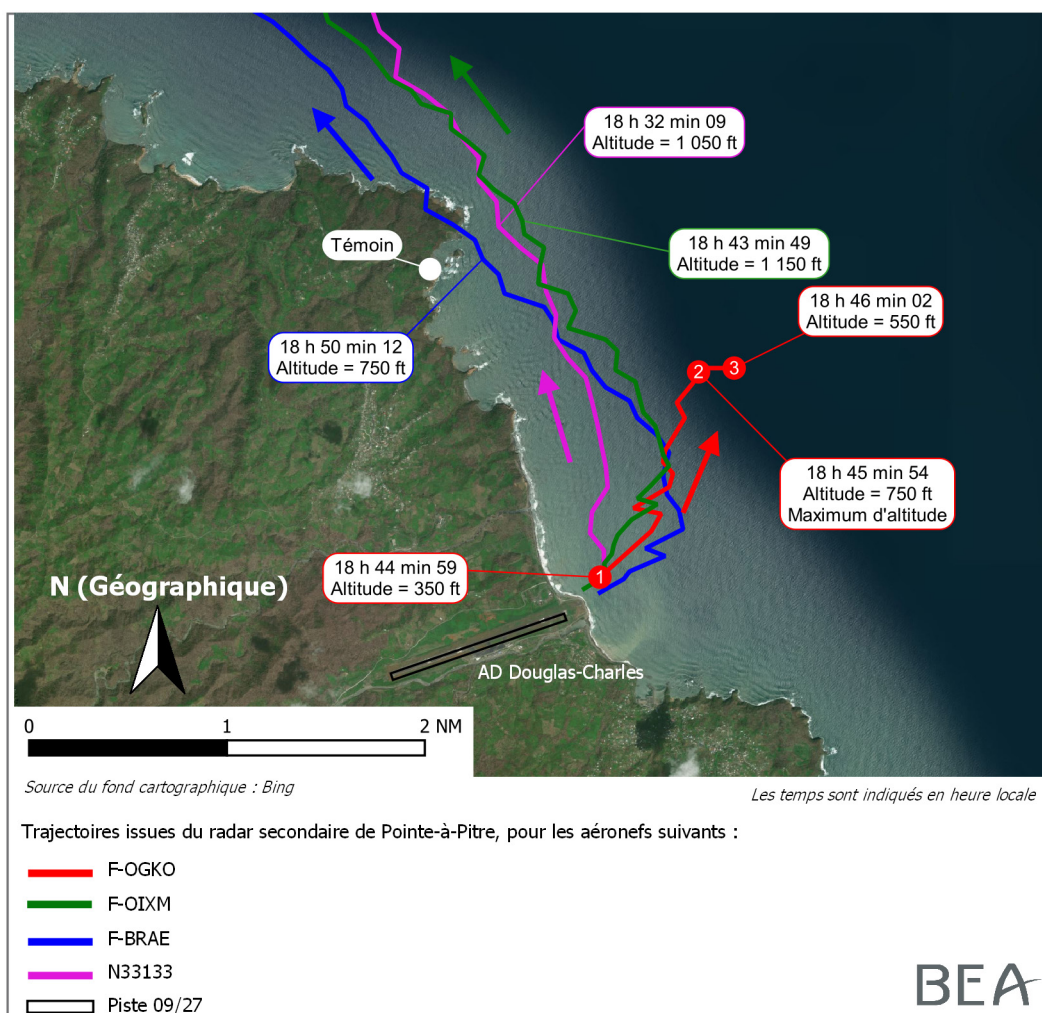 18 h 32 min 09
Altitude = 1 050 ft
18 h 43 min 49
Altitude = 1 150 ft
Témoin
18 h 46 min 02
Altitude = 550 ft
18 h 50 min 12
Altitude = 750 ft
2
3
18 h 45 min 54
Altitude = 750 ft
Maximum d'altitude
18 h 44 min 59
Altitude = 350 ft
1
N (Géographique)
AD Douglas-Charles
0 1 2 NM
Source du fond cartographique : Bing
Les temps sont indiqués en heure locale
Trajectoires issues du radar secondaire de Pointe-à-Pitre, pour les aéronefs suivants :
F-OGKO
F-OIXM
F-BRAE
N33133
Piste 09/27
BEA